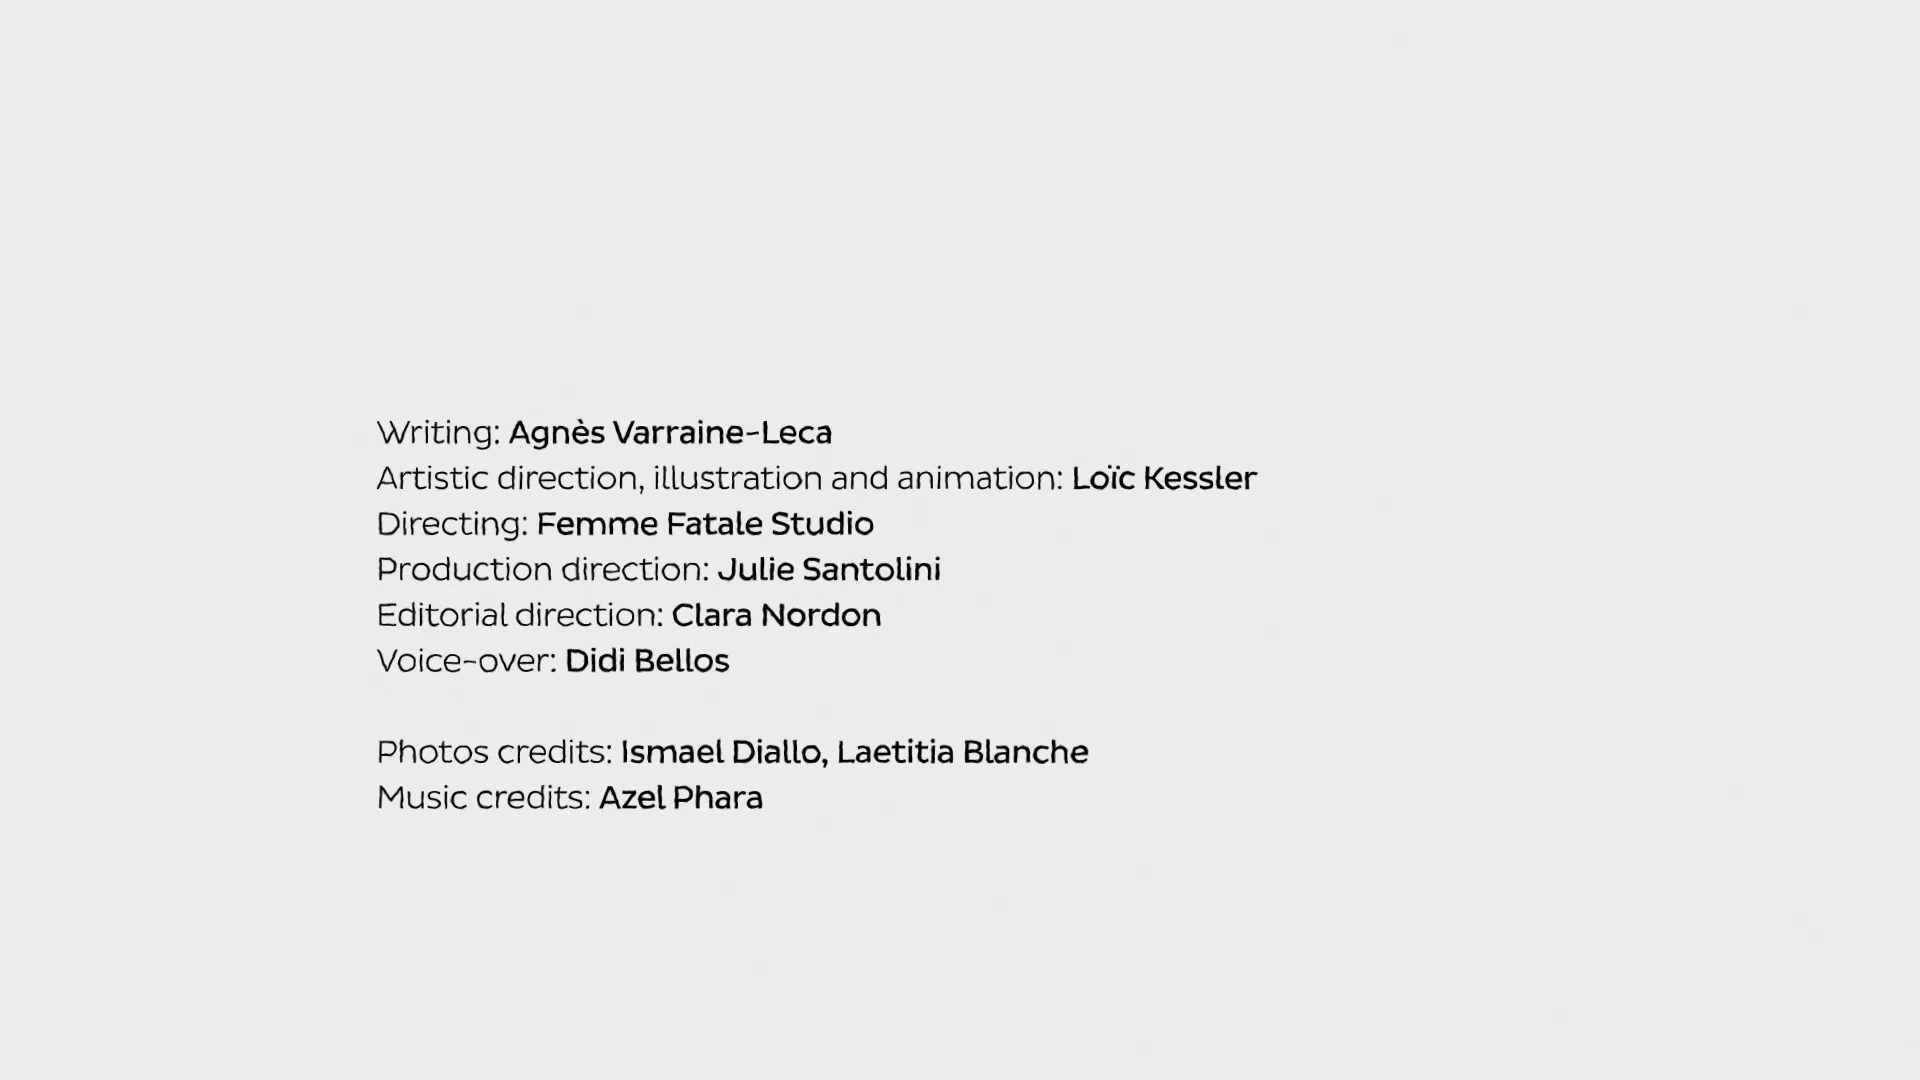 Writing: Agnès Varraine-Leca
Artistic direction, illustration and animation: Loïc Kessler
Directing: Femme Fatale Studio
Production direction: Julie Santolini
Editorial direction: Clara Nordon
Voice-over: Didi Bellos
Photos credits: Ismael Diallo, Laetitia Blanche
Music credits: Azel Phara